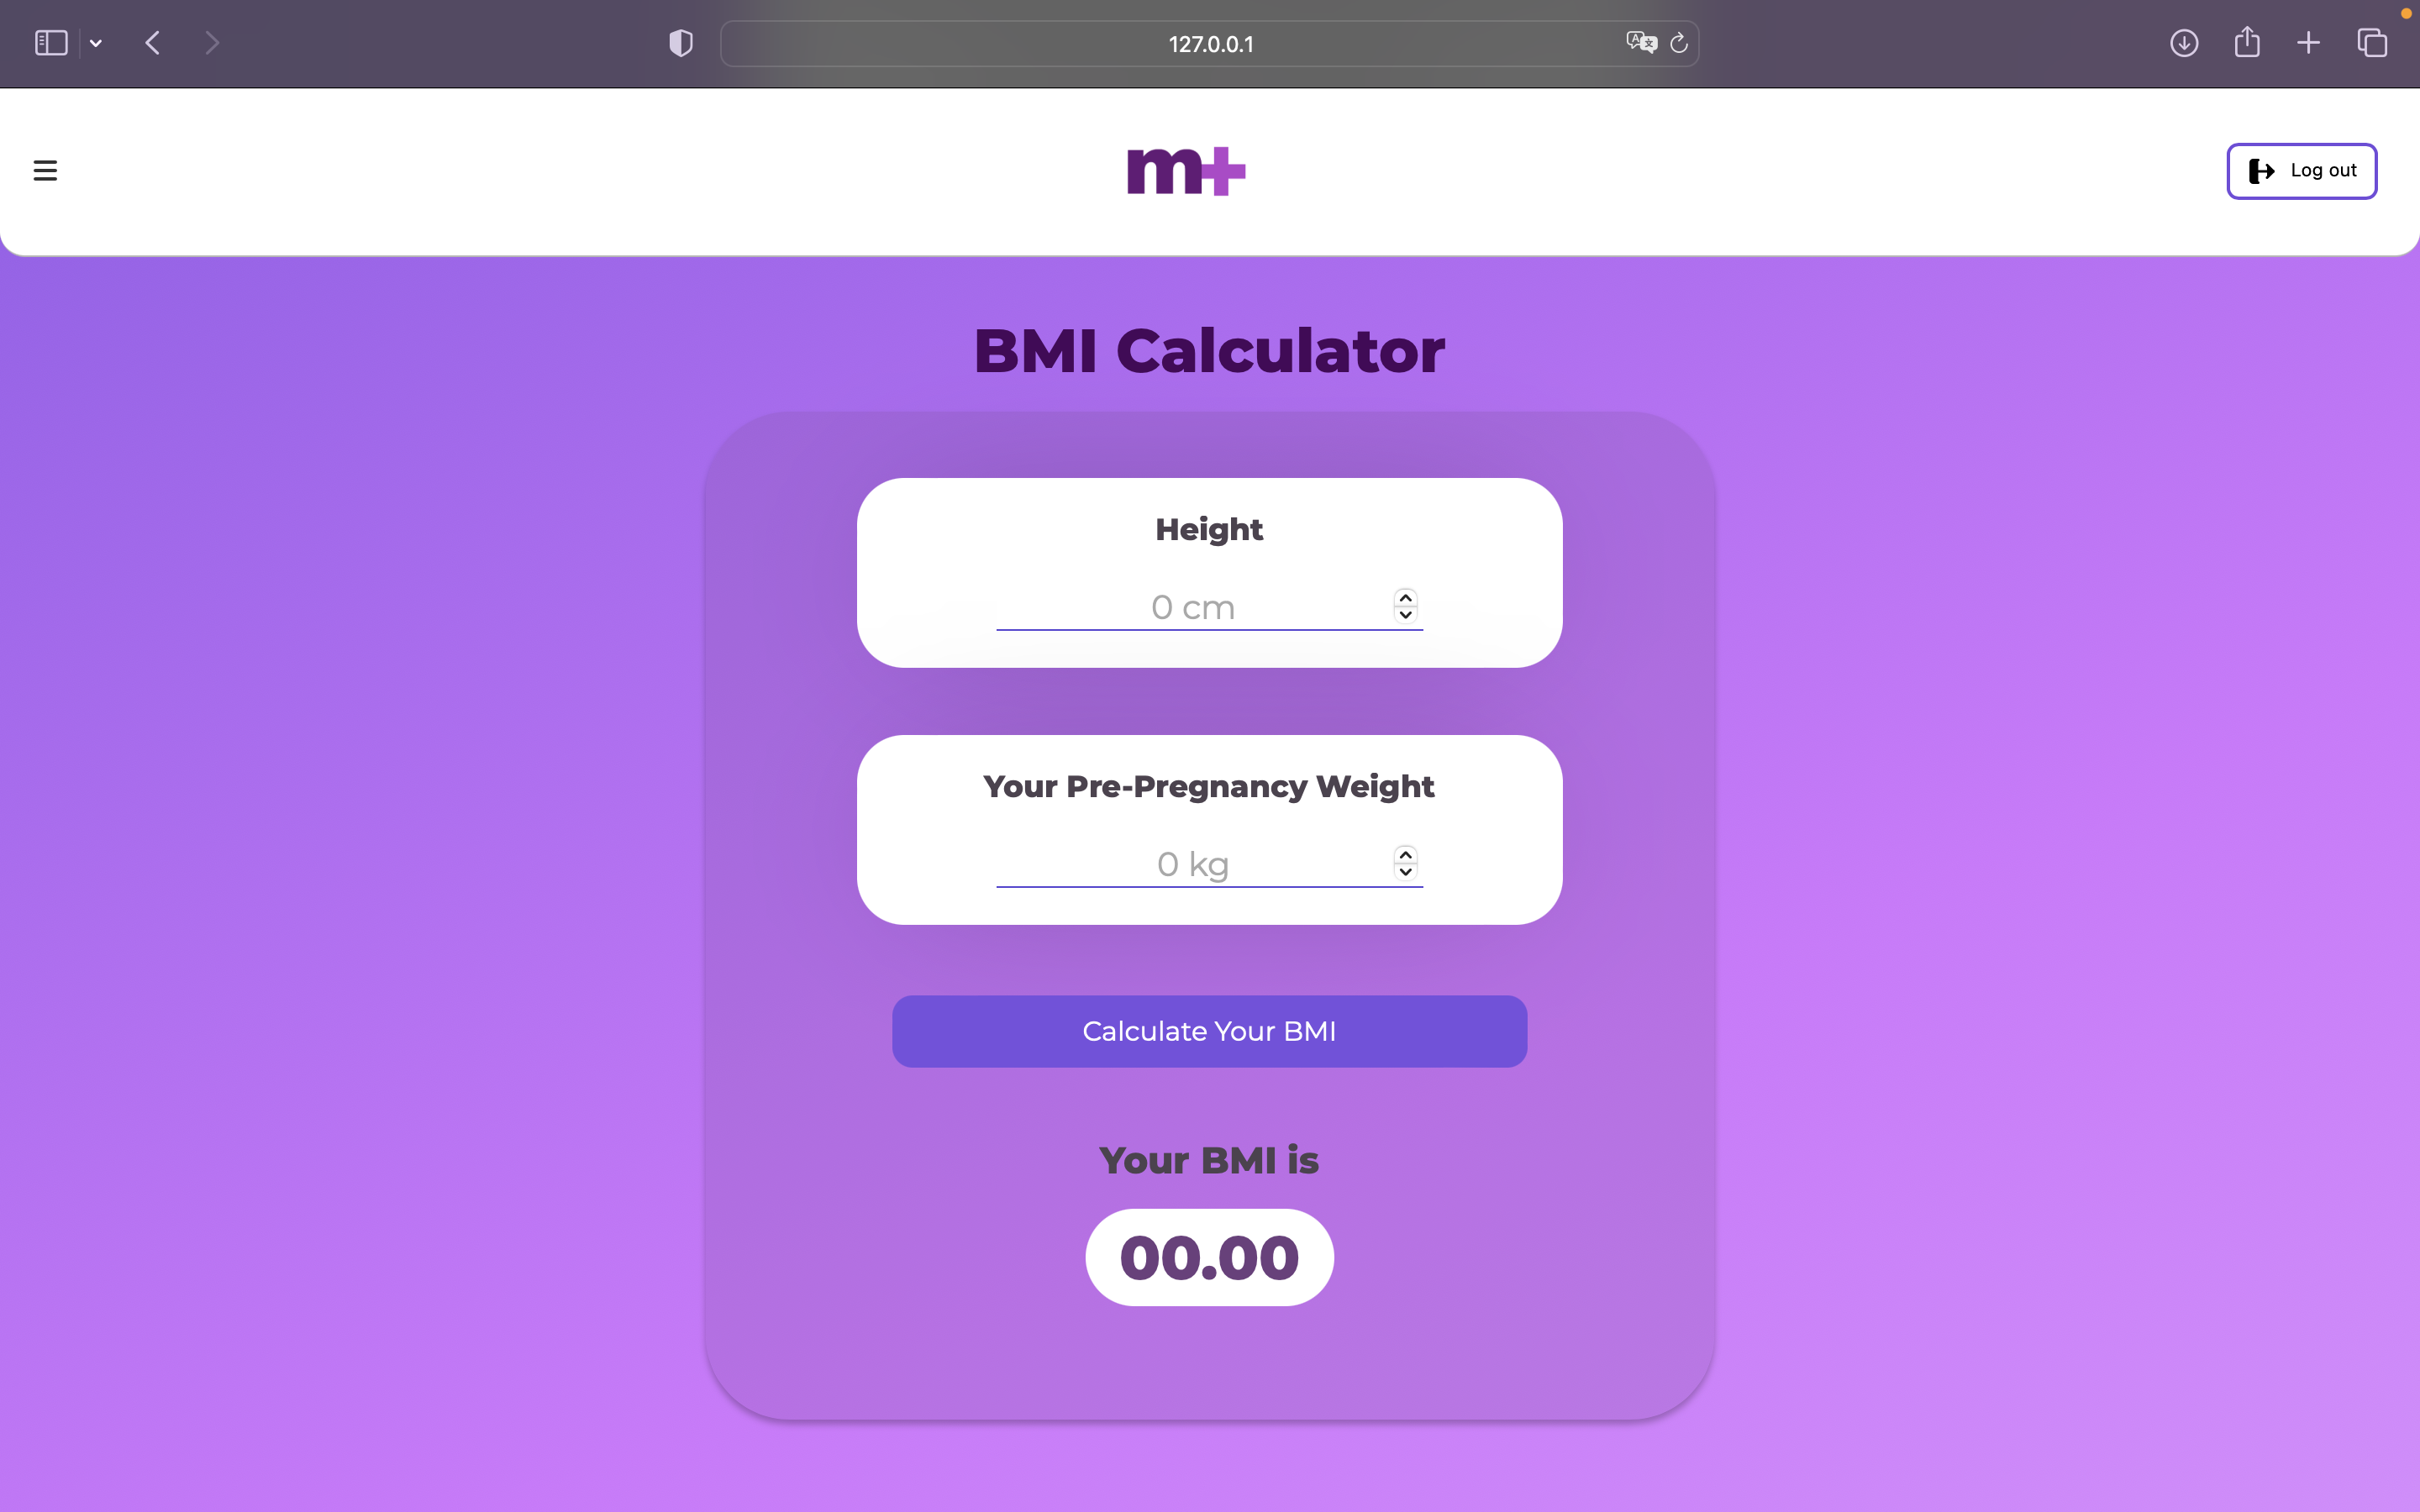 127.0.0.1
m+
Log out
BMI Calculator
Height
0 cm
Your Pre-Pregnancy Weight
0 kg
Calculate Your BMI
Your BMI is
00.00